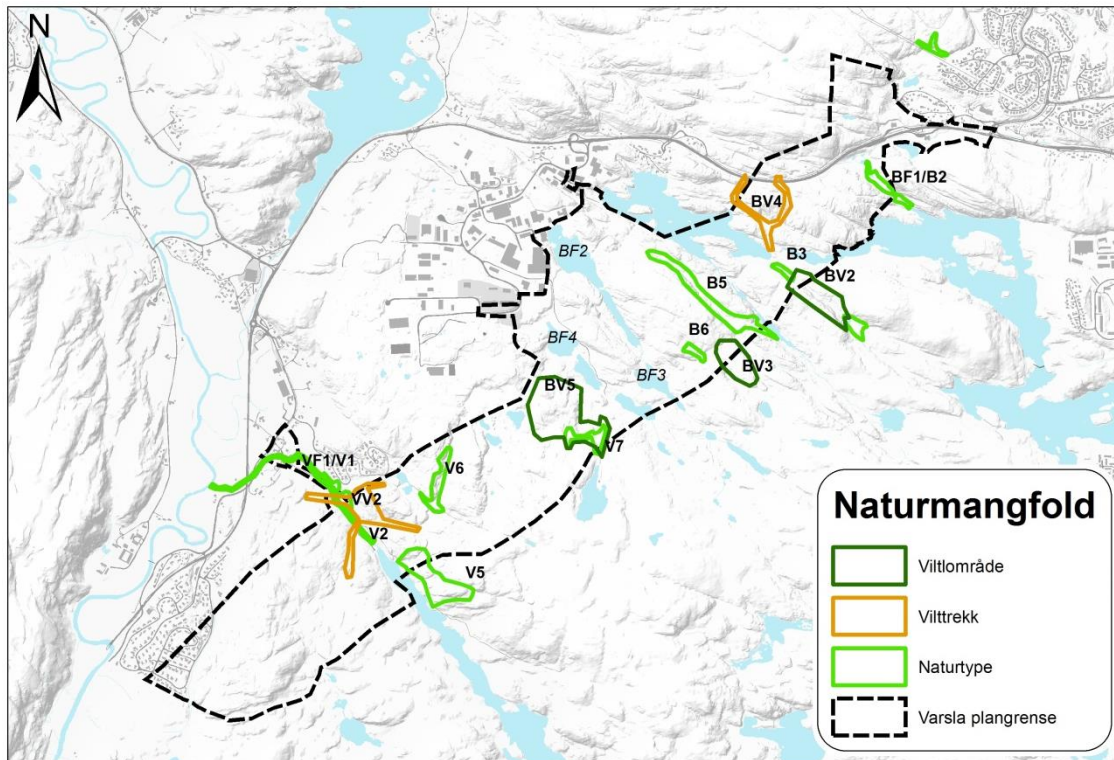 N
BF1/B2
BV4
BF2
B3
BV2
B5
BF4
B6
BF3
BV3
BV5
V7
VF1/V1
V6
VV2
V2
V5
Naturmangfold
Viltlområde
Vilttrekk
Naturtype
Varsla plangrense